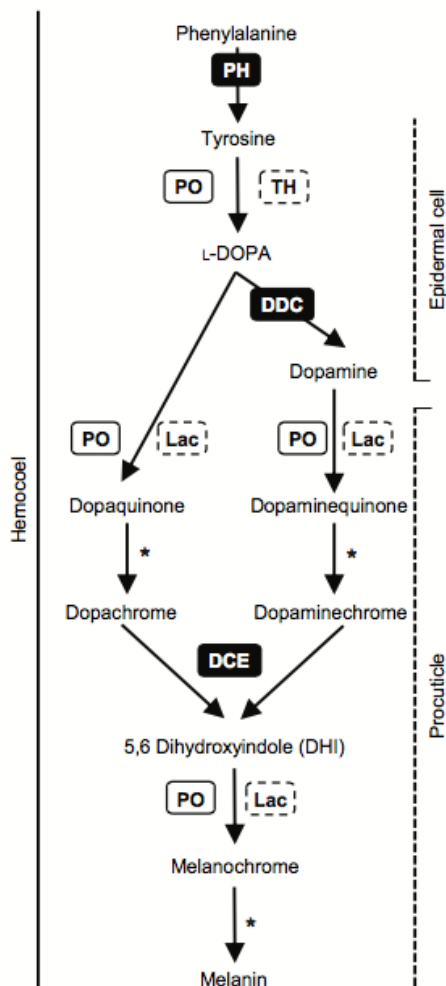 Phenylalanine
PH
Tyrosine
PO TH
L-DOPA
DDC
Dopamine
PO Lac PO Lac
Dopaquinone Dopaminequinone
* *
Dopachrome Dopaminechrome
DCE
5,6 Dihydroxyindole (DHI)
PO Lac
Melanochrome
*
Melanin
Hemocoel
Epidermal cell
Procuticle